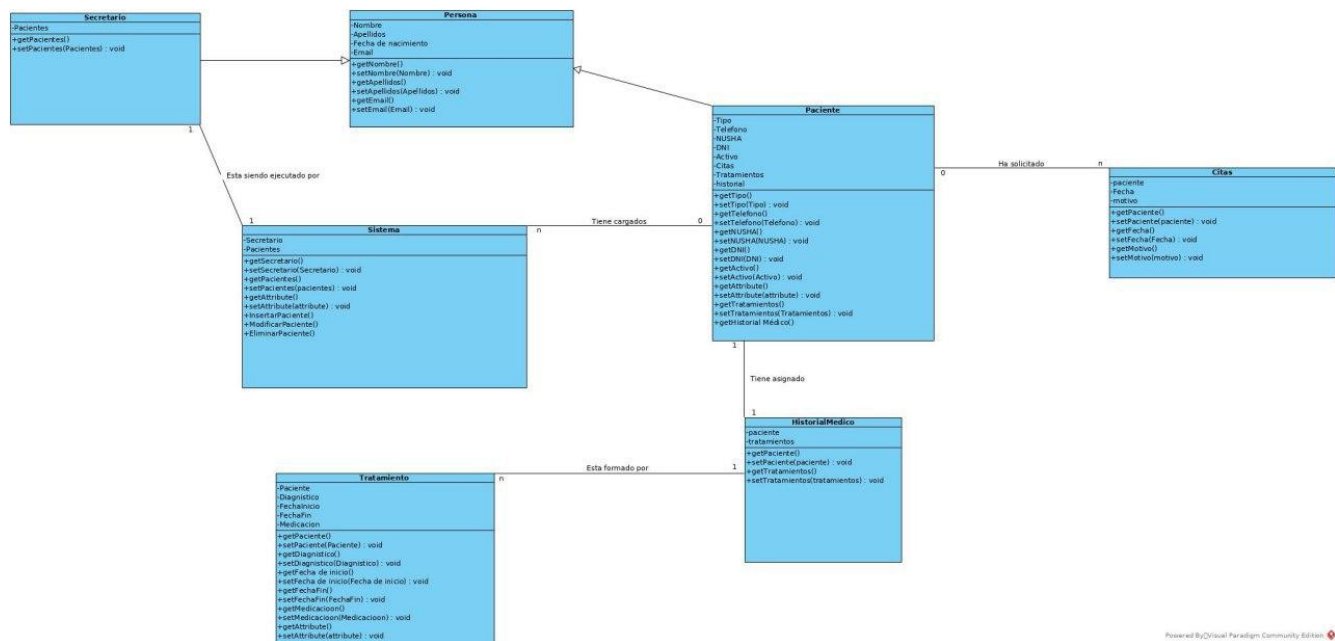 Secretario
-Pacientes
+getPacientes()
+setPacientes(Pacientes) : void
Persona
-Nombre
-Apellidos
-Fecha de nacimiento
-Email
+getNombre()
+setNombre(Nombre) : void
+getApellidos()
+setApellidos(Apellidos) : void
+getEmail()
+setEmail(Email) : void
Paciente
-Tipo
-Telefono
-NUSHA
-DNI
-Activo
-Citas
-Tratamientos
-historial
+getTipo()
+setTipo(Tipo) : void
+getTelefono()
+setTelefono(Telefono) : void
+getNUSHA()
+setNUSHA(NUSHA) : void
+getDNI()
+setDNI(DNI) : void
+getActivo()
+setActivo(Activo) : void
+getAttribute()
+setAttribute(attribute) : void
+getTratamientos()
+setTratamientos(Tratamientos) : void
+getHistorial Médico()
Ha solicitado
0
n
Citas
-paciente
-Fecha
-motivo
+getPaciente()
+setPaciente(paciente) : void
+getFecha()
+setFecha(Fecha) : void
+getMotivo()
+setMotivo(motivo) : void
1
Esta siendo ejecutado por
1
Sistema
-Secretario
-Pacientes
+getSecretario()
+setSecretario(Secretario) : void
+getPacientes()
+setPacientes(pacientes) : void
+getAttribute()
+setAttribute(attribute) : void
+InsertarPaciente()
+ModificarPaciente()
+EliminarPaciente()
n
Tiene cargados
0
1
Tiene asignado
1
HistorialMedico
-paciente
-tratamientos
+getPaciente()
+setPaciente(paciente) : void
+getTratamientos()
+setTratamientos(tratamientos) : void
n
Esta formado por
1
Tratamiento
-Paciente
-Diagnistico
-FechaInicio
-FechaFin
-Medicacion
+getPaciente()
+setPaciente(Paciente) : void
+getDiagnistico()
+setDiagnistico(Diagnistico) : void
+getFecha de inicio()
+setFecha de inicio(Fecha de inicio) : void
+getFechaFin()
+setFechaFin(FechaFin) : void
+getMedicacioon()
+setMedicacioon(Medicacioon) : void
+getAttribute()
+setAttribute(attribute) : void
Powered By Visual Paradigm Community Edition